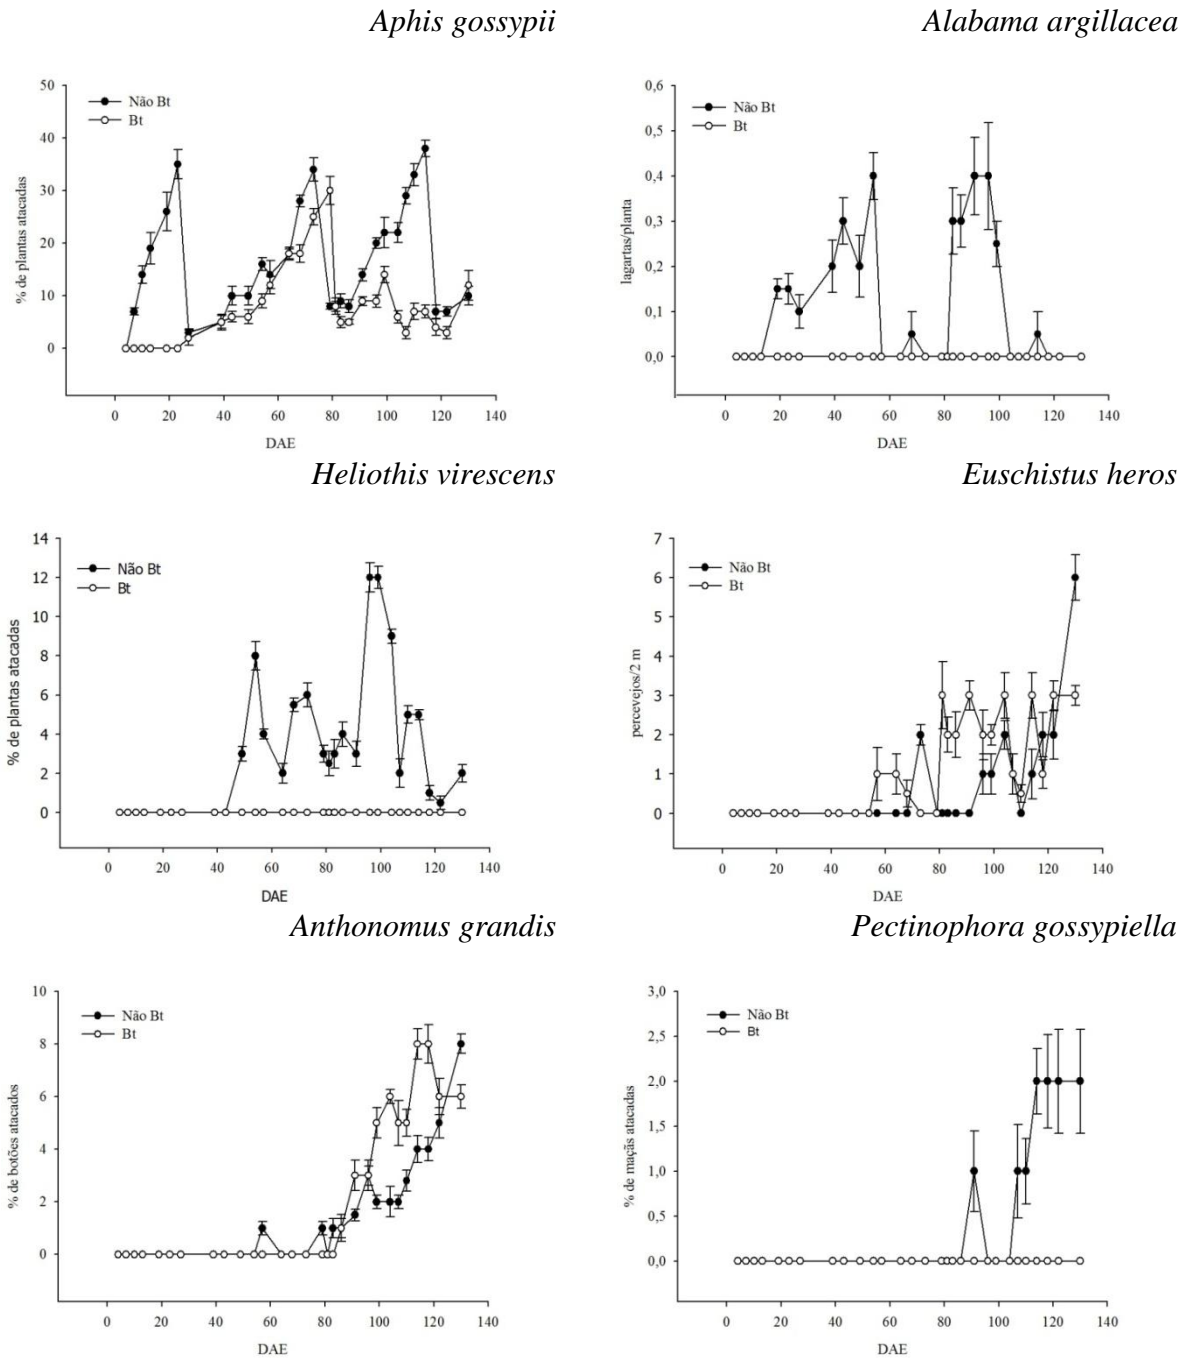 Aphis gossypii
50
40
30
20
10
0
% de plantas atacadas
Não Bt
Bt
0 20 40 60 80 100 120 140
DAE
Alabama argillacea
0,6
0,5
0,4
0,3
0,2
0,1
0,0
lagartas/planta
Não Bt
Bt
0 20 40 60 80 100 120 140
DAE
Heliothis virescens
14
12
10
8
6
4
2
0
% de plantas atacadas
Não Bt
Bt
0 20 40 60 80 100 120 140
DAE
Euschistus heros
7
6
5
4
3
2
1
0
percevejos/2 m
Não Bt
Bt
0 20 40 60 80 100 120 140
DAE
Anthonomus grandis
10
8
6
4
2
0
% de botões atacados
Não Bt
Bt
0 20 40 60 80 100 120 140
DAE
Pectinophora gossypiella
3,0
2,5
2,0
1,5
1,0
0,5
0,0
% de maçãs atacadas
Não Bt
Bt
0 20 40 60 80 100 120 140
DAE